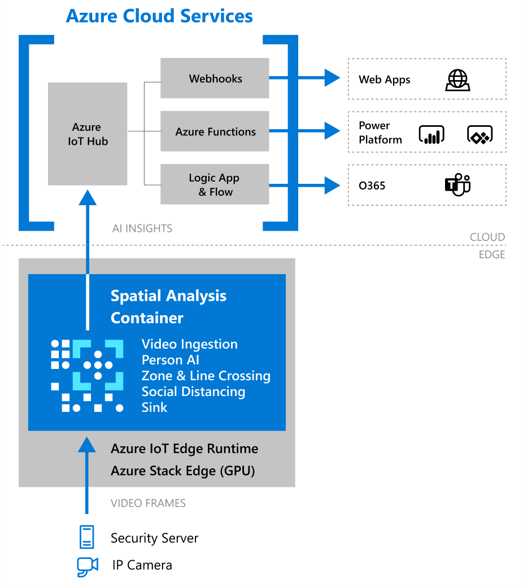 Azure Cloud Services
Webhooks
Web Apps
Azure
IoT Hub
Azure Functions
Power
Platform
Logic App
& Flow
O365
T
AI INSIGHTS
CLOUD
EDGE
Spatial Analysis
Container
Video Ingestion
Person AI
Zone & Line Crossing
Social Distancing
Sink
Azure IoT Edge Runtime
Azure Stack Edge (GPU)
VIDEO FRAMES
Security Server
IP Camera